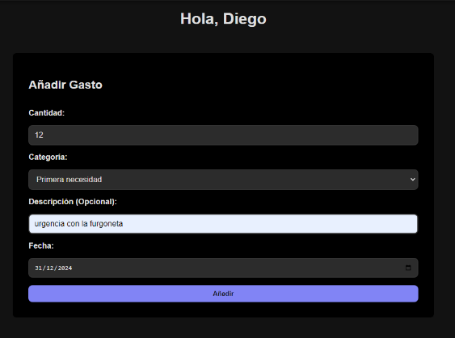 Hola, Diego
Añadir Gasto
Cantidad:
12
Categoría:
Primera necesidad
Descripción (Opcional):
urgencia con la furgoneta
Fecha:
31/12/2024
Añadir